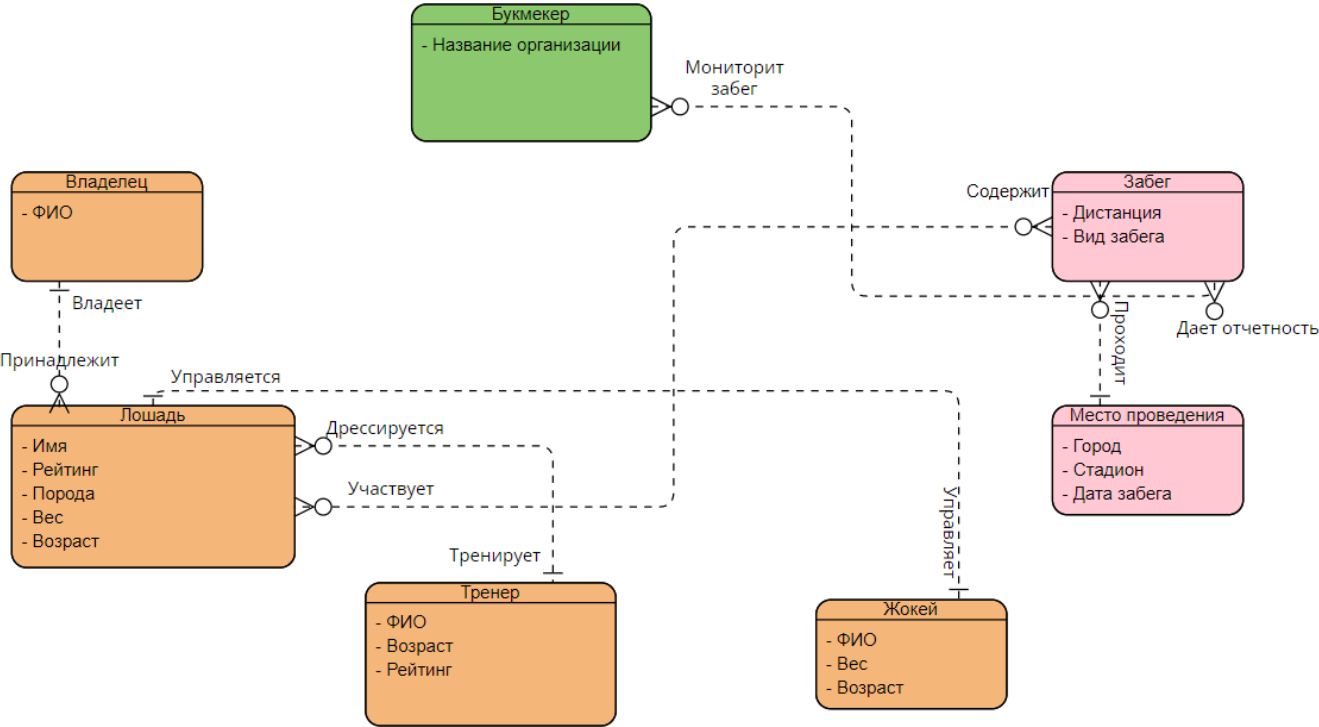 Букмекер
- Название организации
Мониторит
забег
Владелец
- ФИО
Содержит
Забег
- Дистанция
- Вид забега
Владеет
Проходит
Дает отчетность
Принадлежит
Управляется
Лошадь
- Имя
- Рейтинг
- Порода
- Вес
- Возраст
Дрессируется
Участвует
Место проведения
- Город
- Стадион
- Дата забега
Управляет
Тренирует
Тренер
- ФИО
- Возраст
- Рейтинг
Жокей
- ФИО
- Вес
- Возраст